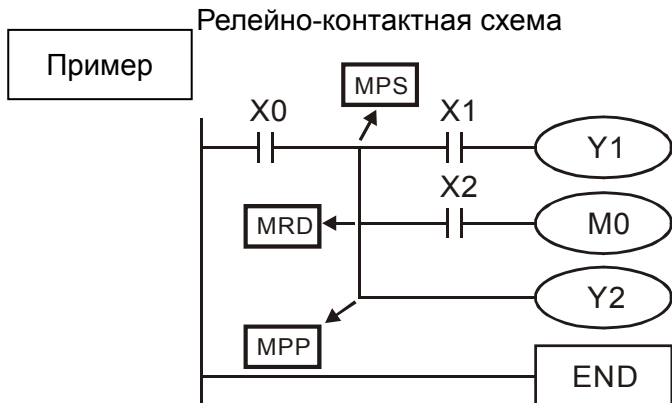 Релейно-контактная схема
Пример
MPS
X0
X1
Y1
X2
MRD
M0
Y2
MPP
END